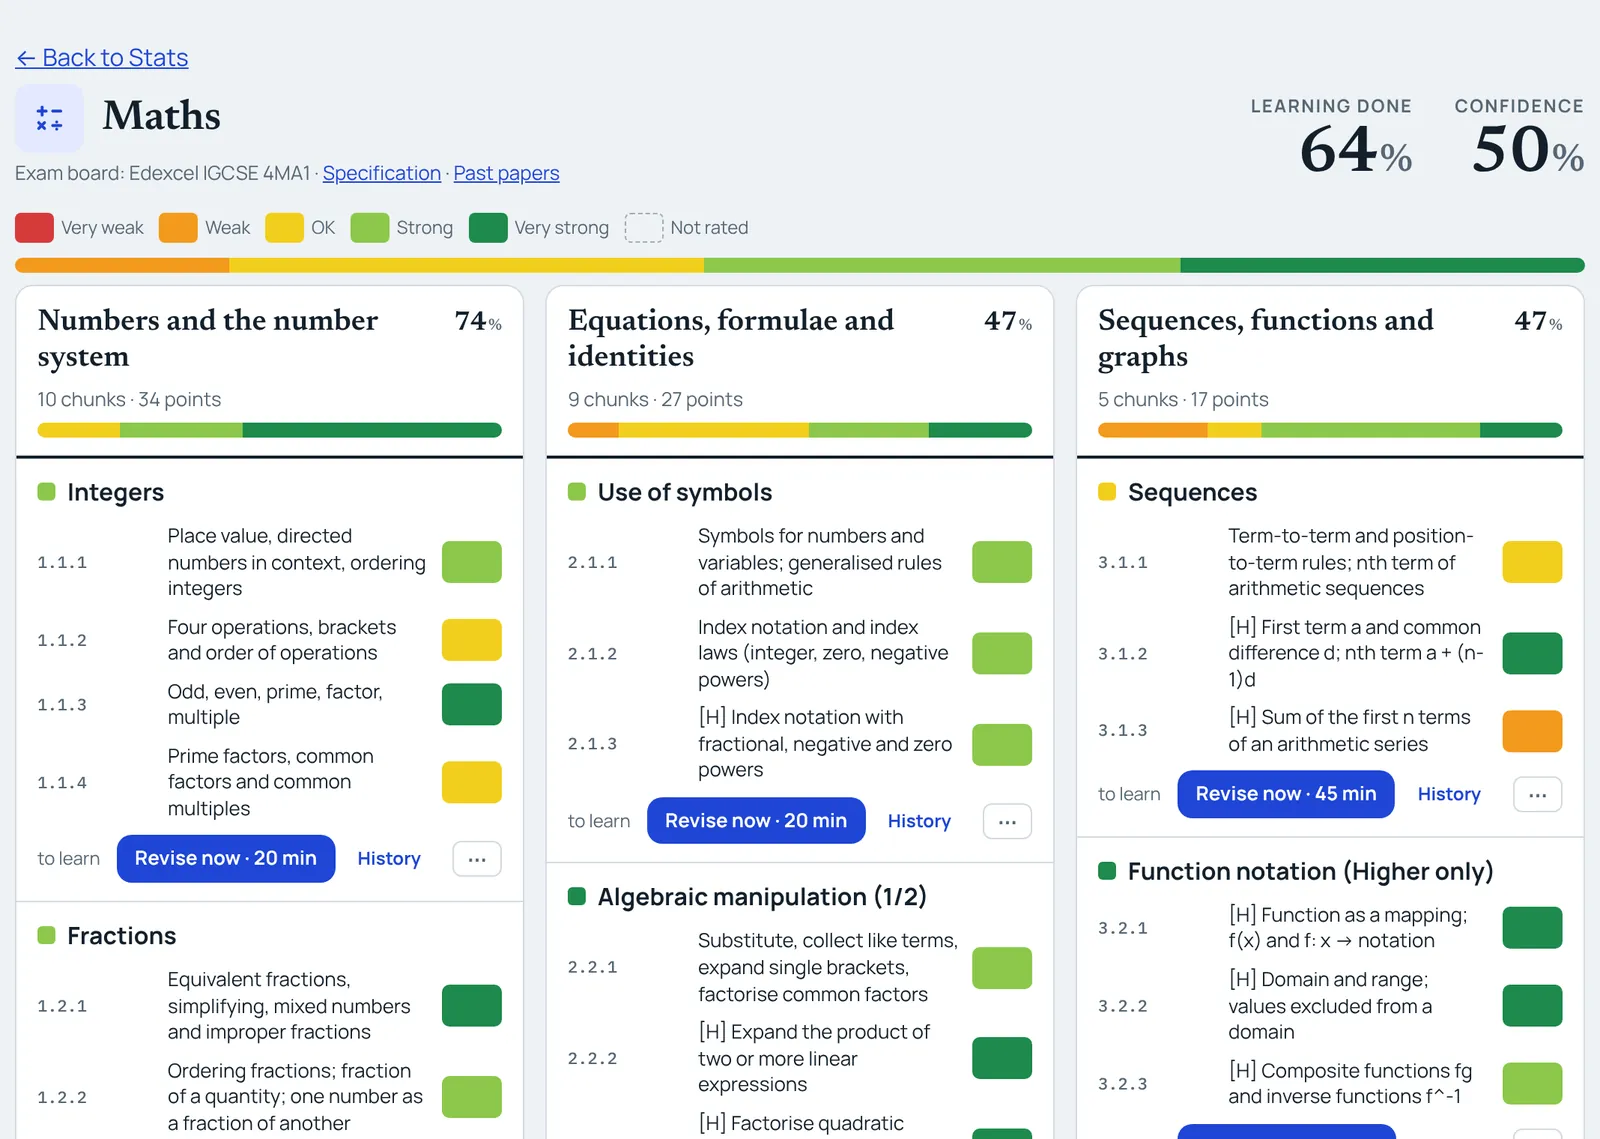 ← Back to Stats
Maths
LEARNING DONE
64%
CONFIDENCE
50%
Exam board: Edexcel IGCSE 4MA1 · Specification · Past papers
Very weak
Weak
OK
Strong
Very strong
Not rated
Numbers and the number
system
74%
10 chunks · 34 points
Integers
1.1.1
Place value, directed
numbers in context, ordering
integers
1.1.2
Four operations, brackets
and order of operations
1.1.3
Odd, even, prime, factor,
multiple
1.1.4
Prime factors, common
factors and common
multiples
to learn
Revise now · 20 min
History
...
Fractions
1.2.1
Equivalent fractions,
simplifying, mixed numbers
and improper fractions
1.2.2
Ordering fractions; fraction
of a quantity; one number as
a fraction of another
Equations, formulae and
identities
47%
9 chunks · 27 points
Use of symbols
2.1.1
Symbols for numbers and
variables; generalised rules
of arithmetic
2.1.2
Index notation and index
laws (integer, zero, negative
powers)
2.1.3
[H] Index notation with
fractional, negative and zero
powers
to learn
Revise now · 20 min
History
...
Algebraic manipulation (1/2)
2.2.1
Substitute, collect like terms,
expand single brackets,
factorise common factors
2.2.2
[H] Expand the product of
two or more linear
expressions
[H] Factorise quadratic
Sequences, functions and
graphs
47%
5 chunks · 17 points
Sequences
3.1.1
Term-to-term and position-
to-term rules; nth term of
arithmetic sequences
3.1.2
[H] First term a and common
difference d; nth term a + (n-
1)d
3.1.3
[H] Sum of the first n terms
of an arithmetic series
to learn
Revise now · 45 min
History
...
Function notation (Higher only)
3.2.1
[H] Function as a mapping;
f(x) and f: x → notation
3.2.2
[H] Domain and range;
values excluded from a
domain
3.2.3
[H] Composite functions fg
and inverse functions f^-1